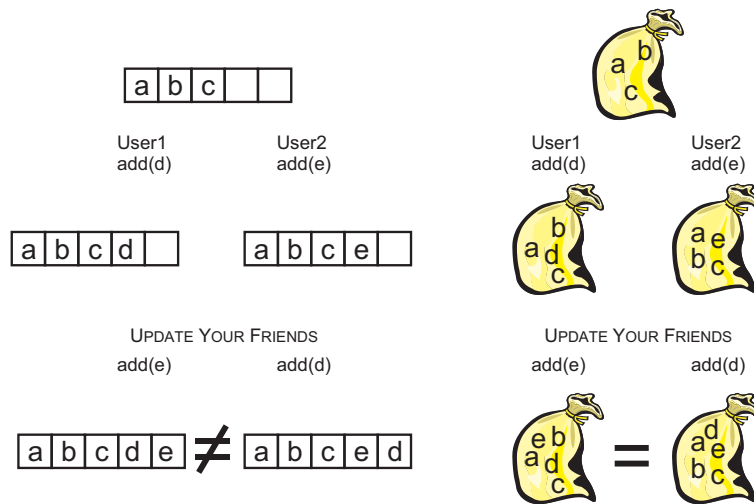 a b c
b
a
c
User1 User2
add(d) add(e)
User1 User2
add(d) add(e)
a b c d
a b c e
b
a d
c
a e
b c
UPDATE YOUR FRIENDS
add(e) add(d)
UPDATE YOUR FRIENDS
add(e) add(d)
a b c d e ≠ a b c e d
e b
a d
c
=
d
a e
b c